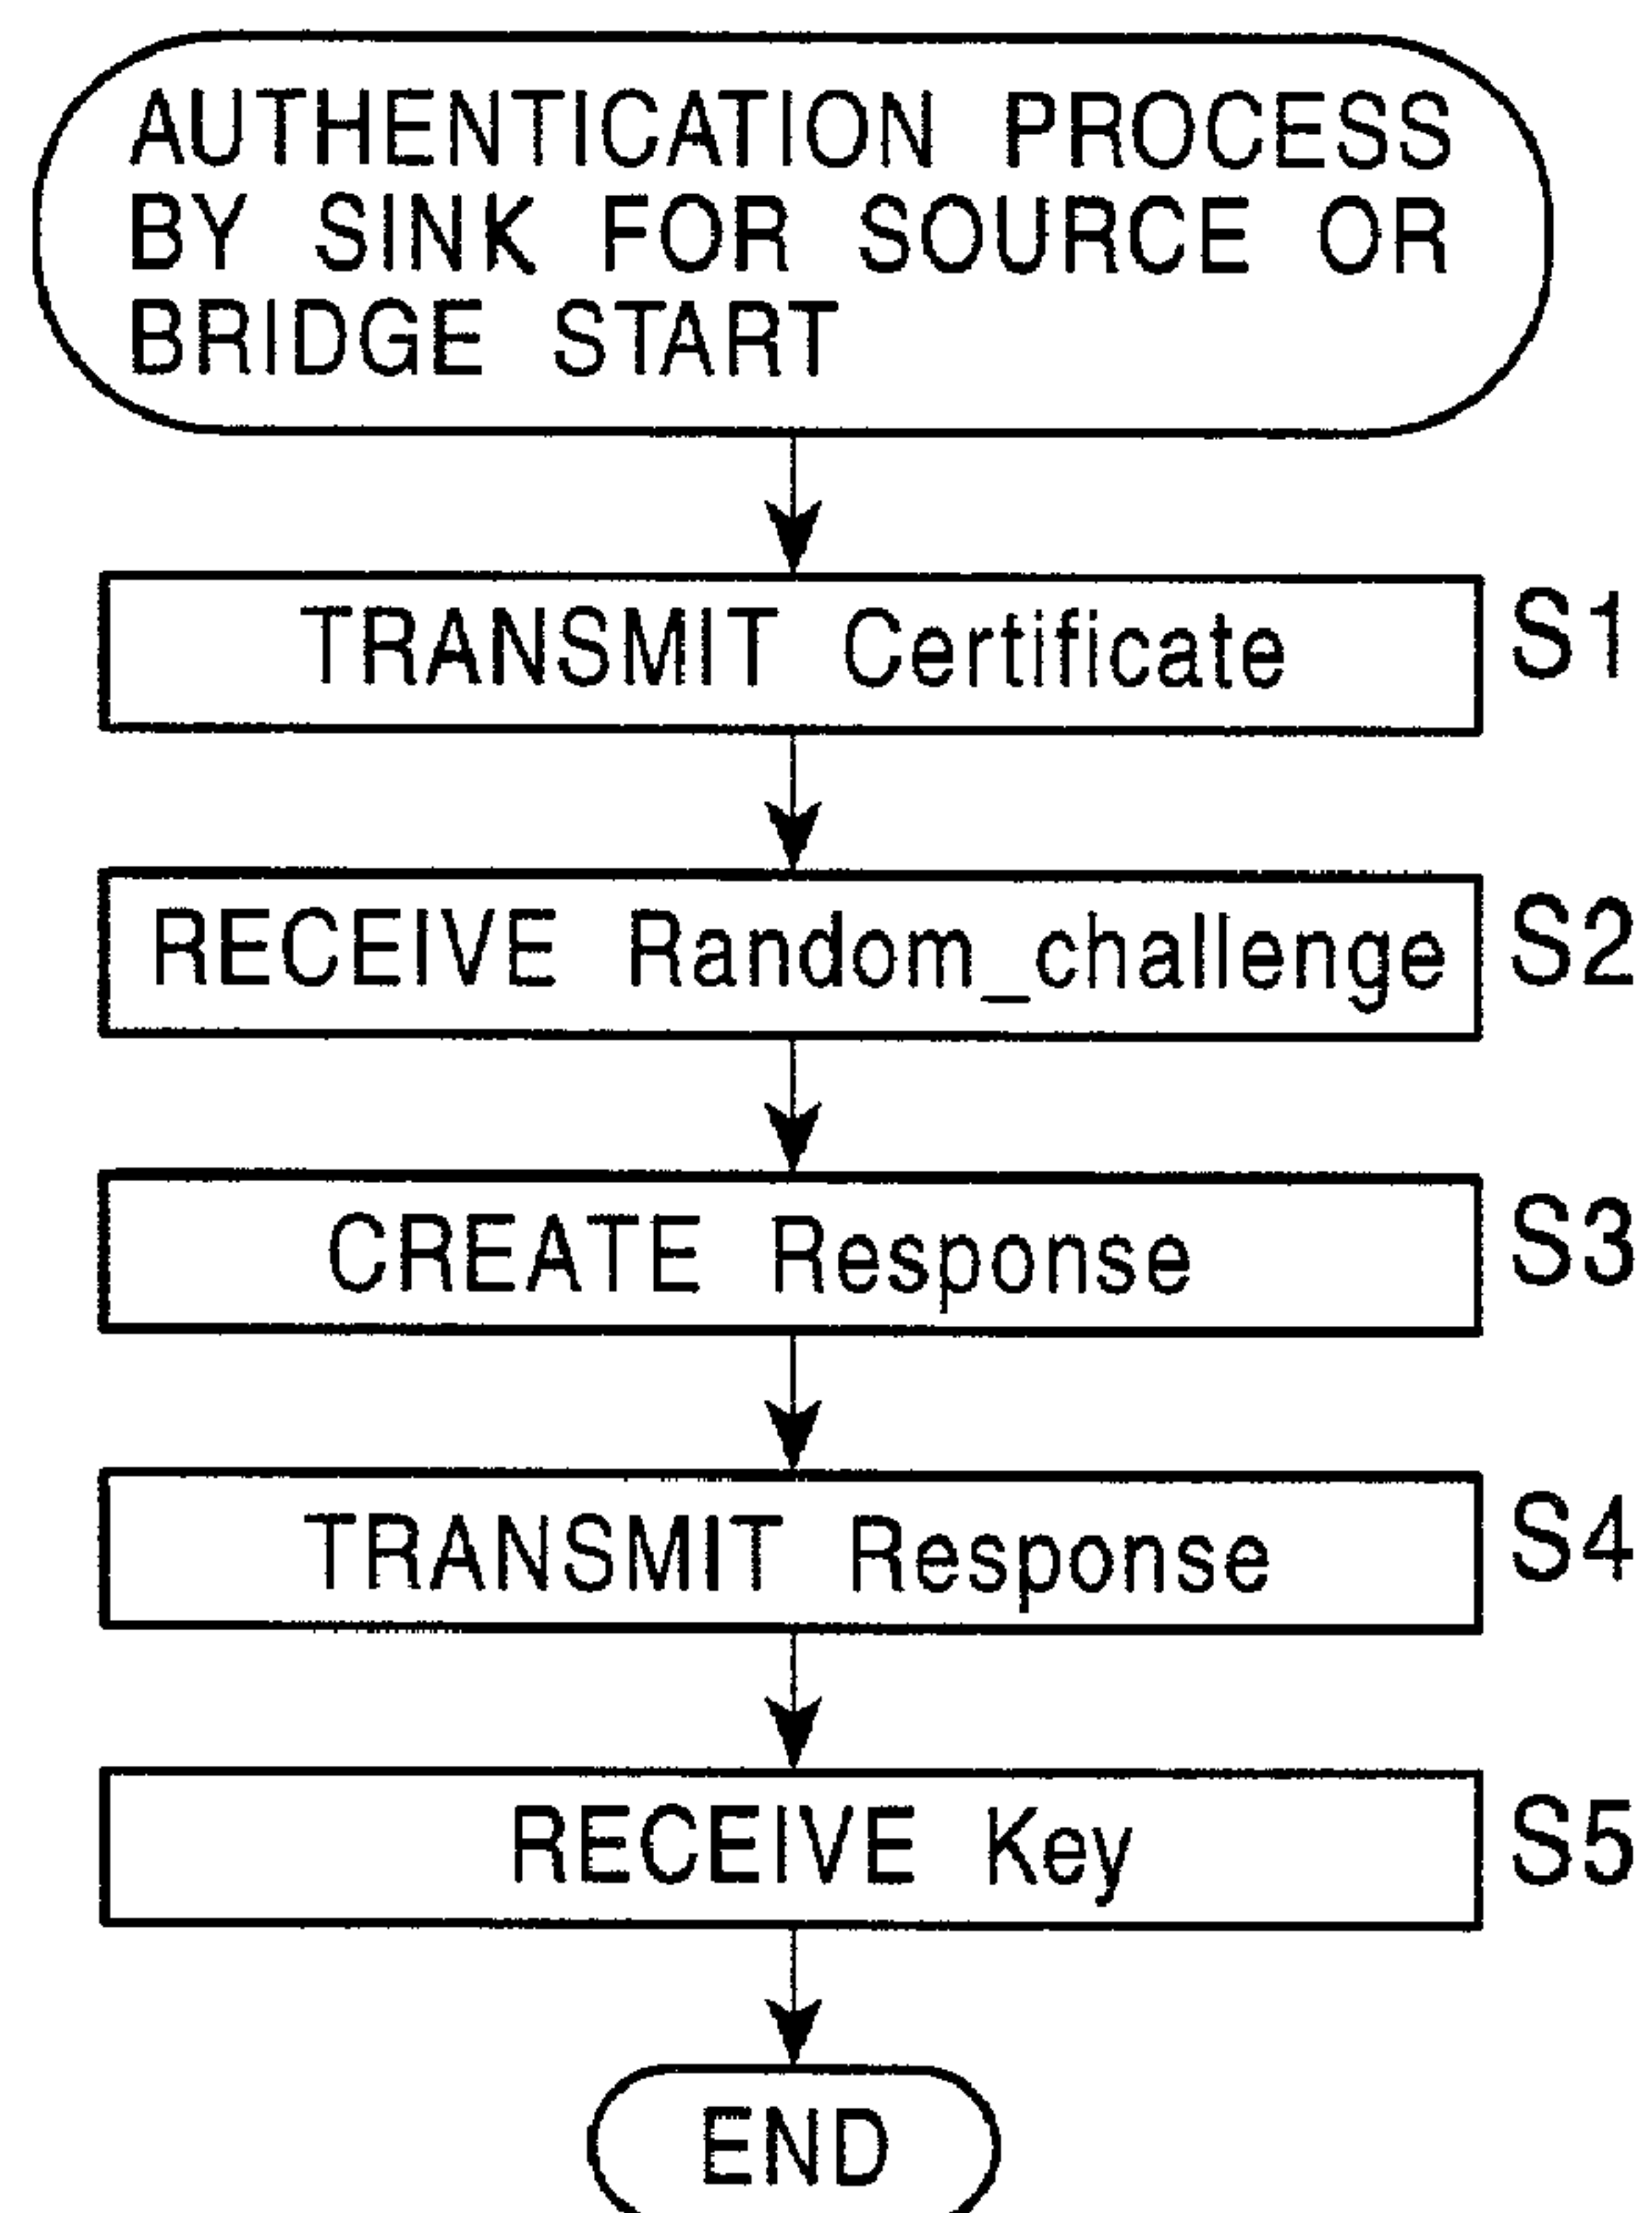 AUTHENTICATION PROCESS
BY SINK FOR SOURCE OR
BRIDGE START
TRANSMIT Certificate S1
RECEIVE Random_challenge S2
CREATE Response S3
TRANSMIT Response S4
RECEIVE Key S5
END